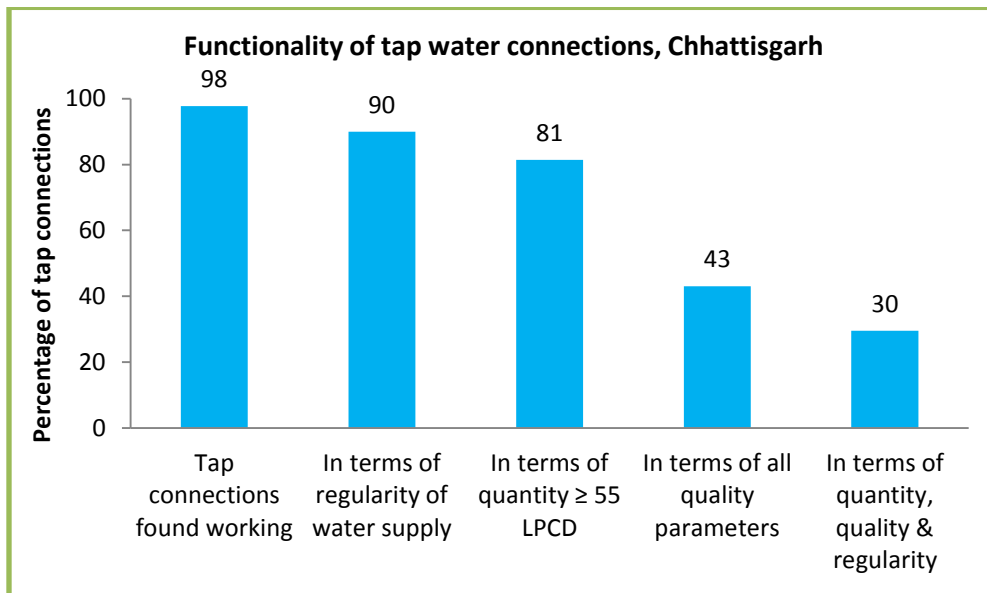 Functionality of tap water connections, Chhattisgarh
Percentage of tap connections
100
80
60
40
20
0
98
90
81
43
30
Tap
connections
found working
In terms of
regularity of
water supply
In terms of
quantity ≥ 55
LPCD
In terms of all
quality
parameters
In terms of
quantity,
quality &
regularity